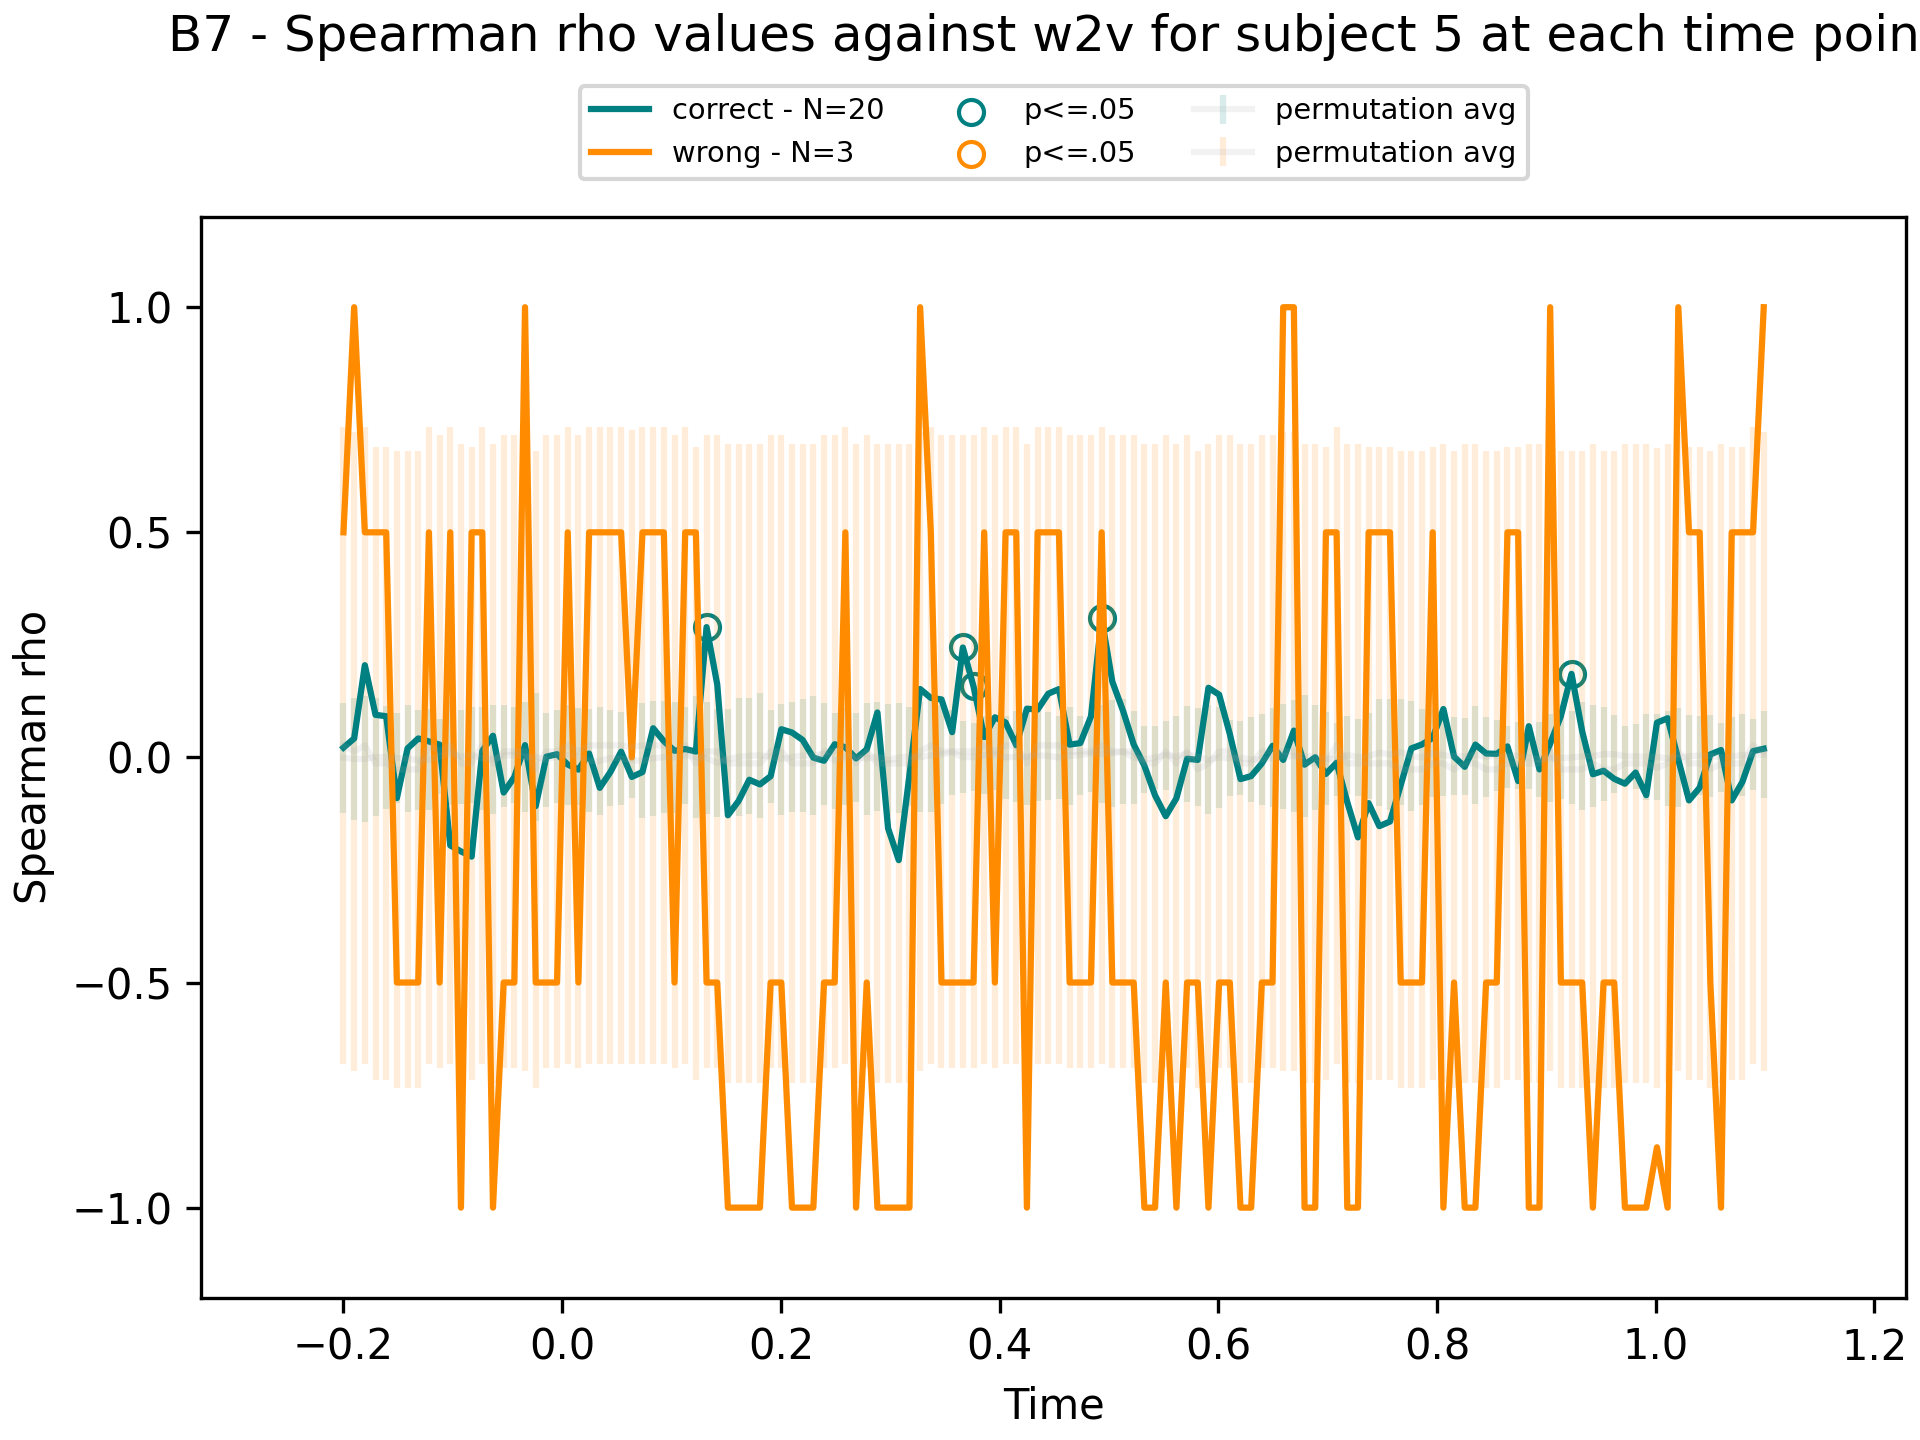 B7 - Spearman rho values against w2v for subject 5 at each time poin
correct - N=20
wrong - N=3
p<=.05
p<=.05
permutation avg
permutation avg
Spearman rho
1.0
0.5
0.0
−0.5
−1.0
−0.2 0.0 0.2 0.4 0.6 0.8 1.0 1.2
Time